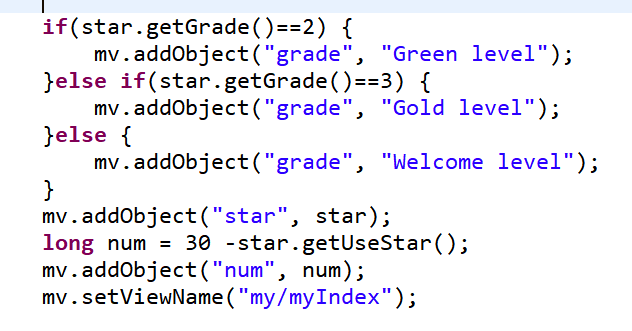 if(star.getGrade()==2) {
    mv.addObject("grade", "Green level");
}else if(star.getGrade()==3) {
    mv.addObject("grade", "Gold level");
}else {
    mv.addObject("grade", "Welcome level");
}
mv.addObject("star", star);
long num = 30 -star.getUseStar();
mv.addObject("num", num);
mv.setViewName("my/myIndex");